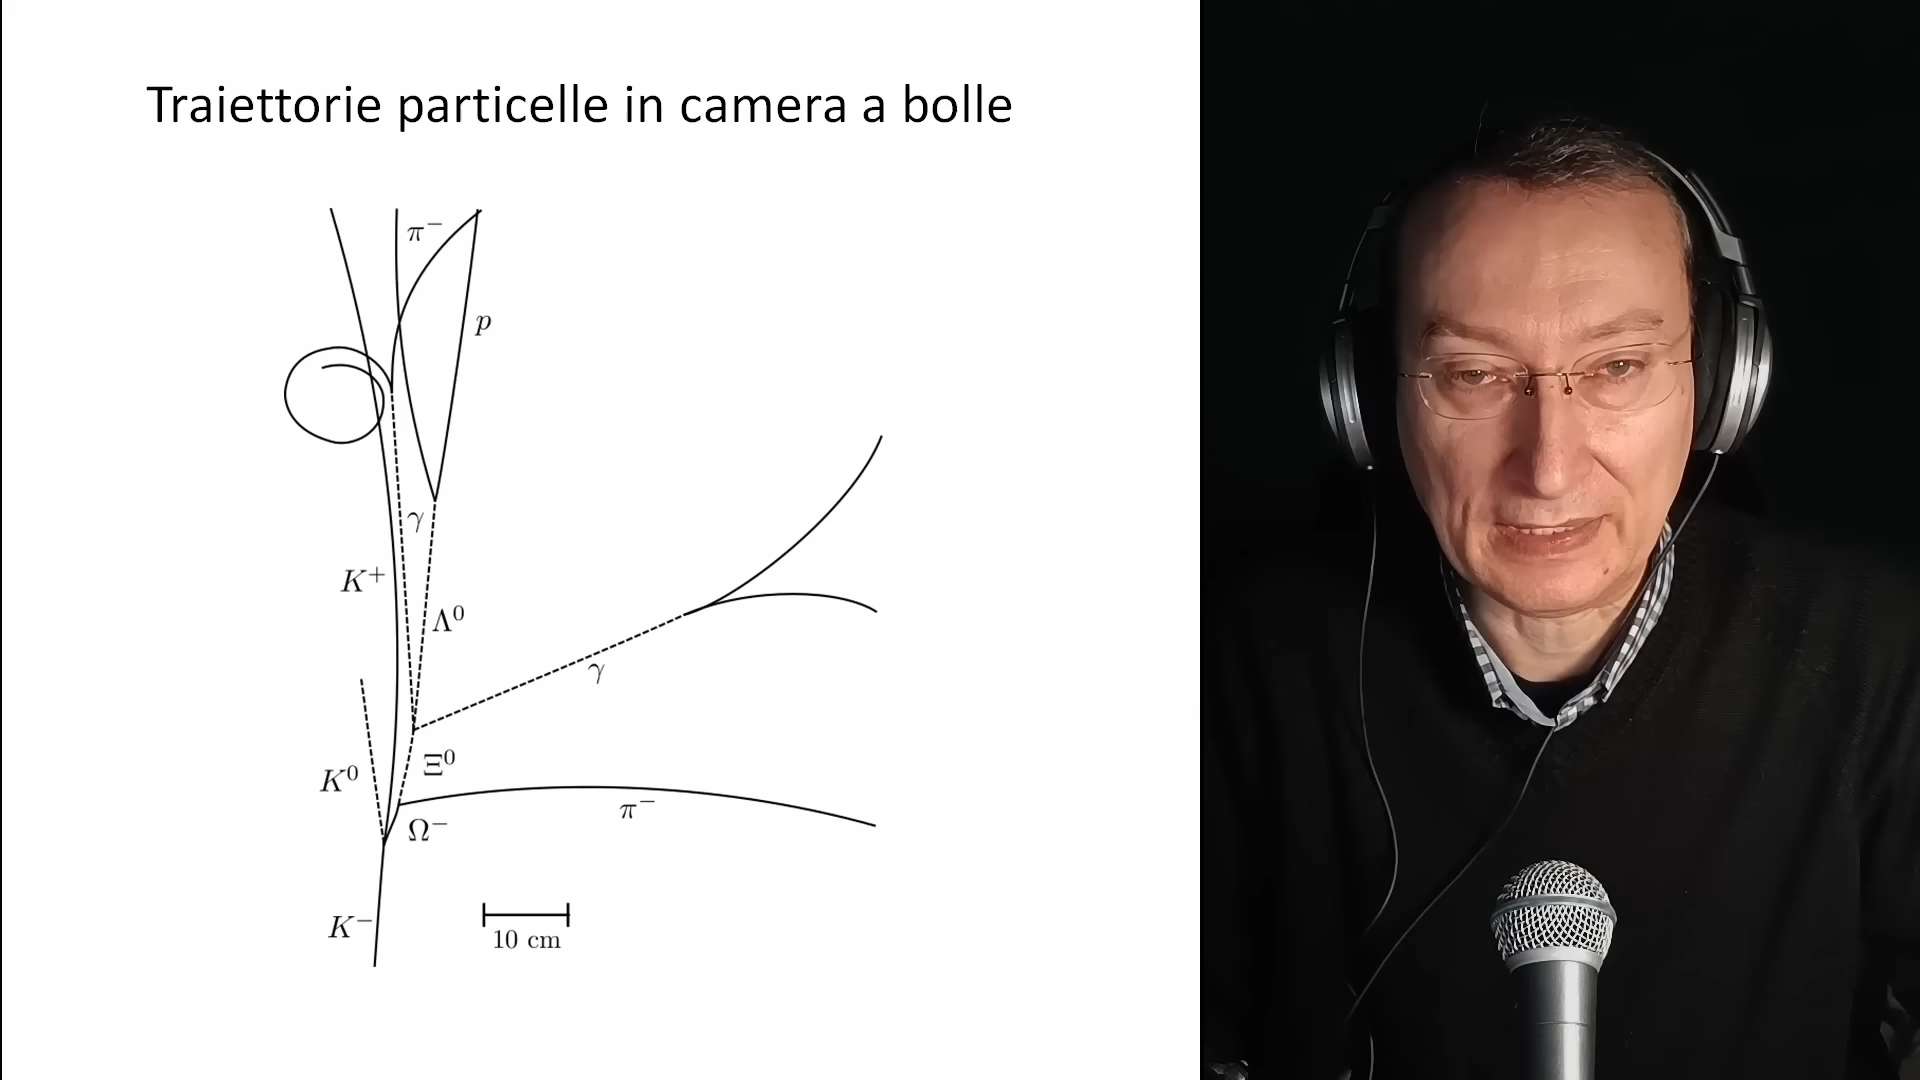 Traiettorie particelle in camera a bolle
π⁻
p
γ
K⁺
Λ⁰
γ
K⁰
Ξ⁰
π⁻
Ω⁻
K⁻
10 cm